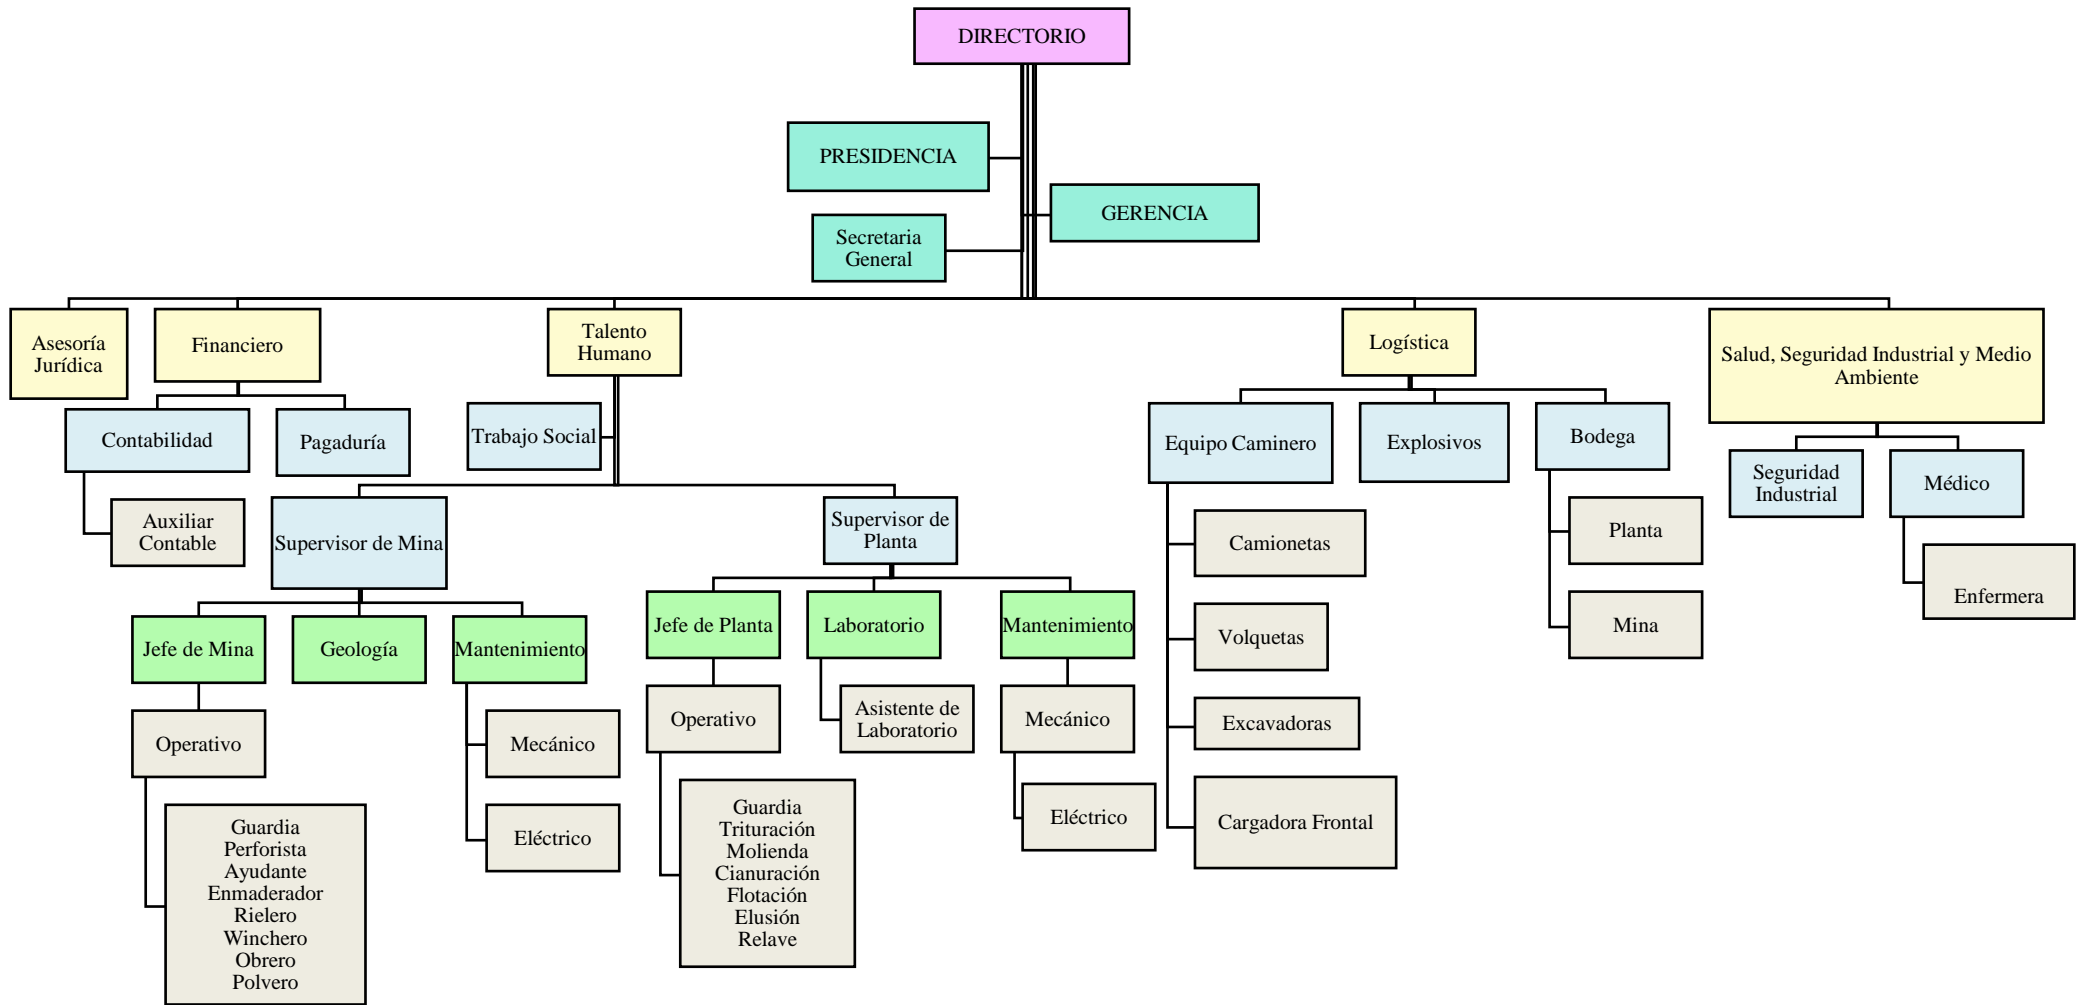 DIRECTORIO
PRESIDENCIA
GERENCIA
Secretaria
General
Asesoría
Jurídica
Financiero
Talento
Humano
Logística
Salud, Seguridad Industrial y Medio
Ambiente
Contabilidad
Pagaduría
Trabajo Social
Equipo Caminero
Explosivos
Bodega
Seguridad
Industrial
Médico
Auxiliar
Contable
Supervisor de Mina
Supervisor de
Planta
Camionetas
Planta
Enfermera
Jefe de Mina
Geología
Mantenimiento
Jefe de Planta
Laboratorio
Mantenimiento
Volquetas
Mina
Operativo
Mecánico
Operativo
Asistente de
Laboratorio
Mecánico
Excavadoras
Eléctrico
Eléctrico
Cargadora Frontal
Guardia
Perforista
Ayudante
Enmaderador
Rielero
Winchero
Obrero
Polvero
Guardia
Trituración
Molienda
Cianuración
Flotación
Elusión
Relave